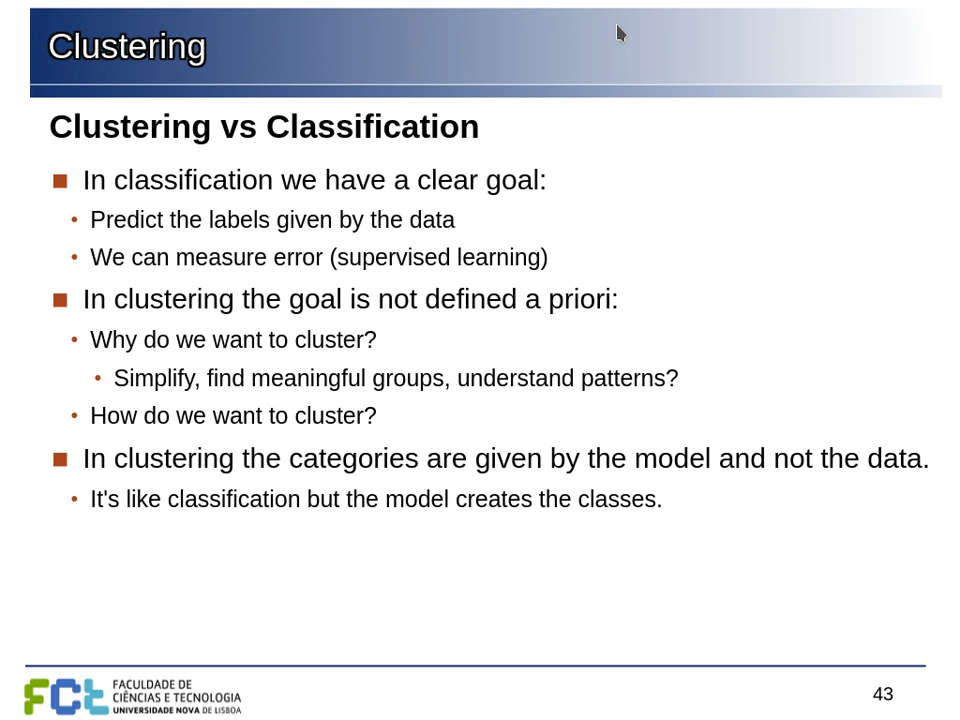 Clustering
Clustering vs Classification
In classification we have a clear goal:
Predict the labels given by the data
We can measure error (supervised learning)
In clustering the goal is not defined a priori:
Why do we want to cluster?
Simplify, find meaningful groups, understand patterns?
How do we want to cluster?
In clustering the categories are given by the model and not the data.
It's like classification but the model creates the classes.
FCt
FACULDADE DE
CIÊNCIAS E TECNOLOGIA
UNIVERSIDADE NOVA DE LISBOA
43